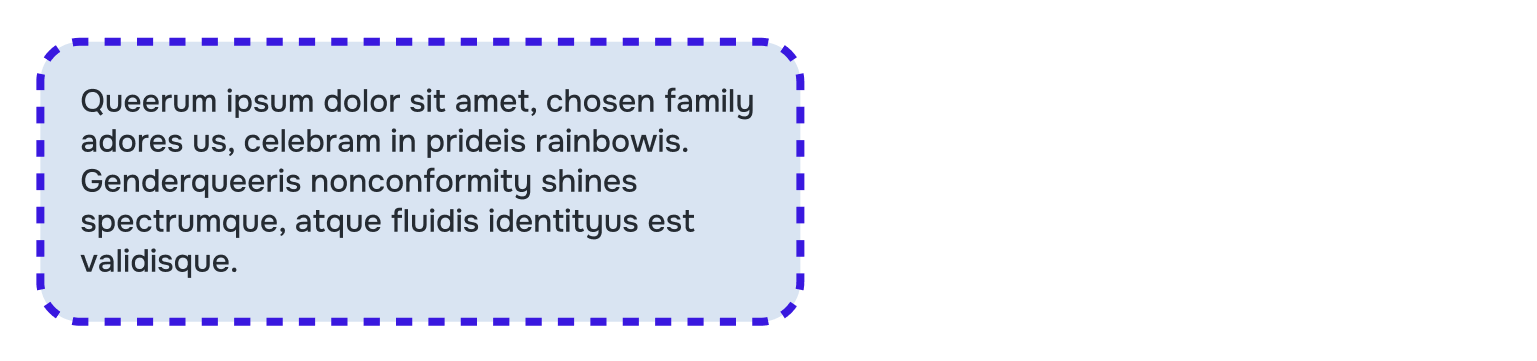 Queerum ipsum dolor sit amet, chosen family
adores us, celebram in prideis rainbowis.
Genderqueeris nonconformity shines
spectrumque, atque fluidis identityus est
validisque.